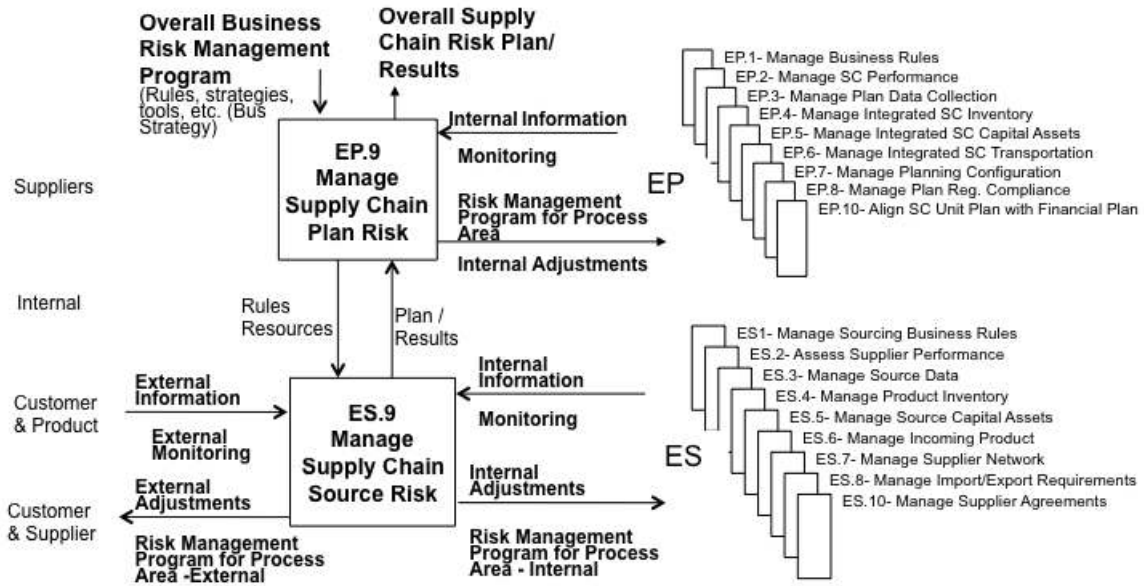 Overall Business
Risk Management
Program
(Rules, strategies,
tools, etc. (Bus
Strategy)
Overall Supply
Chain Risk Plan/
Results
EP.9
Manage
Supply Chain
Plan Risk
Internal Information
Monitoring
Risk Management
Program for Process
Area
Internal Adjustments
EP
EP.1- Manage Business Rules
EP.2- Manage SC Performance
EP.3- Manage Plan Data Collection
EP.4- Manage Integrated SC Inventory
EP.5- Manage Integrated SC Capital Assets
EP.6- Manage Integrated SC Transportation
EP.7- Manage Planning Configuration
EP.8- Manage Plan Reg. Compliance
EP.10- Align SC Unit Plan with Financial Plan
Suppliers
Internal
Customer
& Product
Customer
& Supplier
Rules
Resources
Plan /
Results
External
Information
External
Monitoring
External
Adjustments
Risk Management
Program for Process
Area -External
ES.9
Manage
Supply Chain
Source Risk
Internal
Information
Monitoring
Internal
Adjustments
Risk Management
Program for Process
Area - Internal
ES
ES1- Manage Sourcing Business Rules
ES.2- Assess Supplier Performance
ES.3- Manage Source Data
ES.4- Manage Product Inventory
ES.5- Manage Source Capital Assets
ES.6- Manage Incoming Product
ES.7- Manage Supplier Network
ES.8- Manage Import/Export Requirements
ES.10- Manage Supplier Agreements